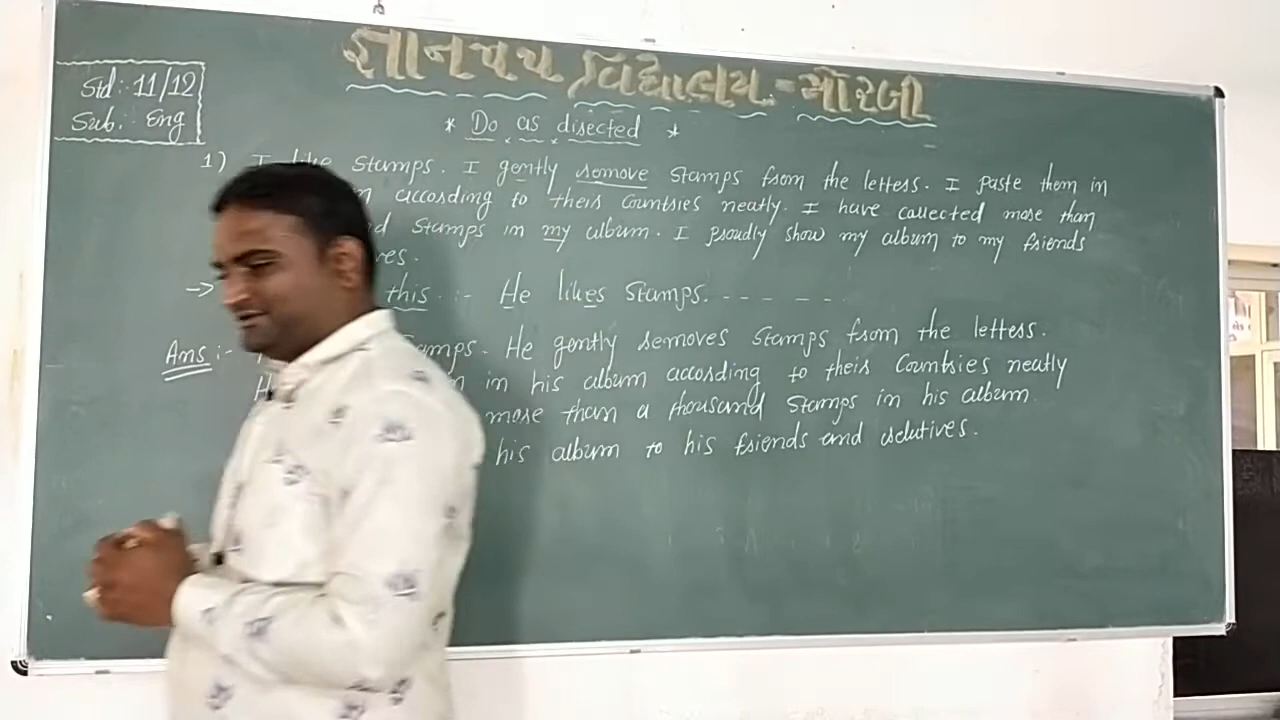 જ્ઞાનપથ વિદ્યાલય - મોરબી
Std:- 11/12
Sub:- Eng
* Do as directed *
1) I like stamps. I gently remove stamps from the letters. I paste them in
according to their countries neatly. I have collected more than
stamps in my album. I proudly show my album to my friends
→ this :- He likes stamps. - - - - - -
Ans :- He gently removes stamps from the letters.
in his album according to their countries neatly
more than a thousand stamps in his album.
his album to his friends and relatives.